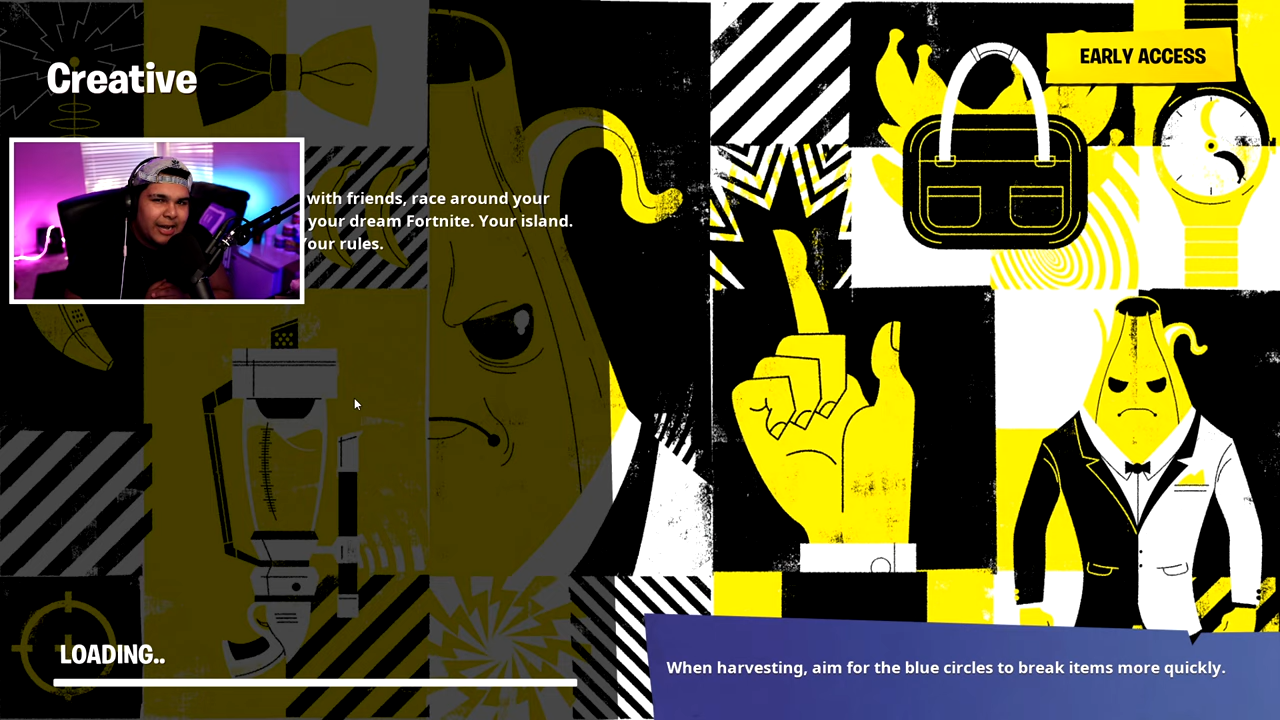 Creative
EARLY ACCESS
with friends, race around your
your dream Fortnite. Your island.
our rules.
LOADING..
When harvesting, aim for the blue circles to break items more quickly.